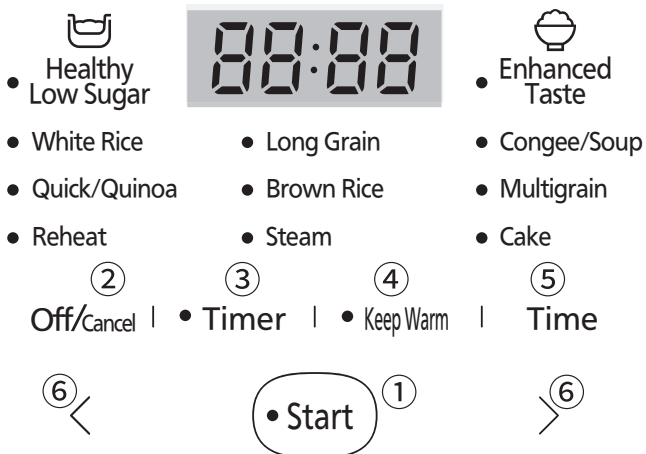 88:88
Healthy
Low Sugar
Enhanced
Taste
White Rice
Long Grain
Congee/Soup
Quick/Quinoa
Brown Rice
Multigrain
Reheat
Steam
Cake
② ③ ④ ⑤
Off/Cancel | • Timer | • Keep Warm | Time
⑥ < • Start ① > ⑥